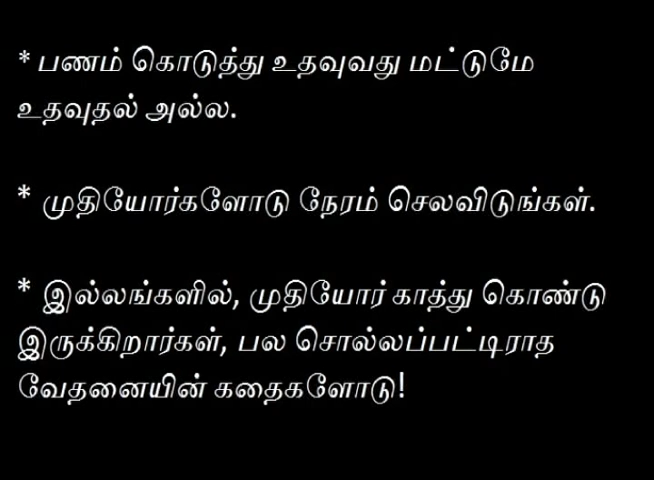 * பணம் கொடுத்து உதவுவது மட்டுமே
உதவுதல் அல்ல.
* முதியோர்களோடு நேரம் செலவிடுங்கள்.
* இல்லங்களில், முதியோர் காத்து கொண்டு
இருக்கிறார்கள், பல சொல்லப்பட்டிராத
வேதனையின் கதைகளோடு!